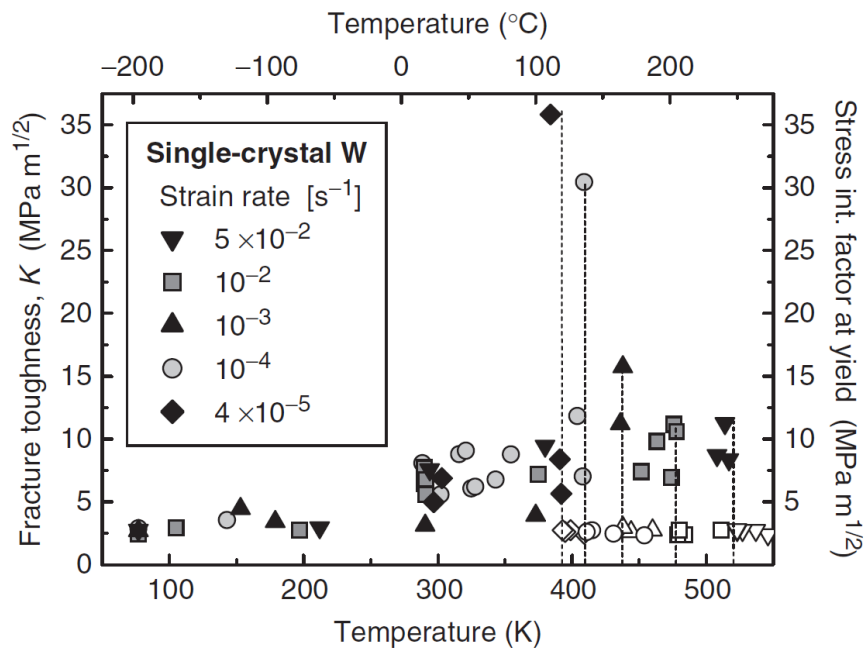 Temperature (°C)
−200 −100 0 100 200
Fracture toughness, K (MPa m^1/2)
35
30
25
20
15
10
5
0
Single-crystal W
Strain rate [s⁻¹]
5 ×10⁻²
10⁻²
10⁻³
10⁻⁴
4 ×10⁻⁵
35
30
25
20
15
10
5
0
Stress int. factor at yield (MPa m^1/2)
100 200 300 400 500
Temperature (K)